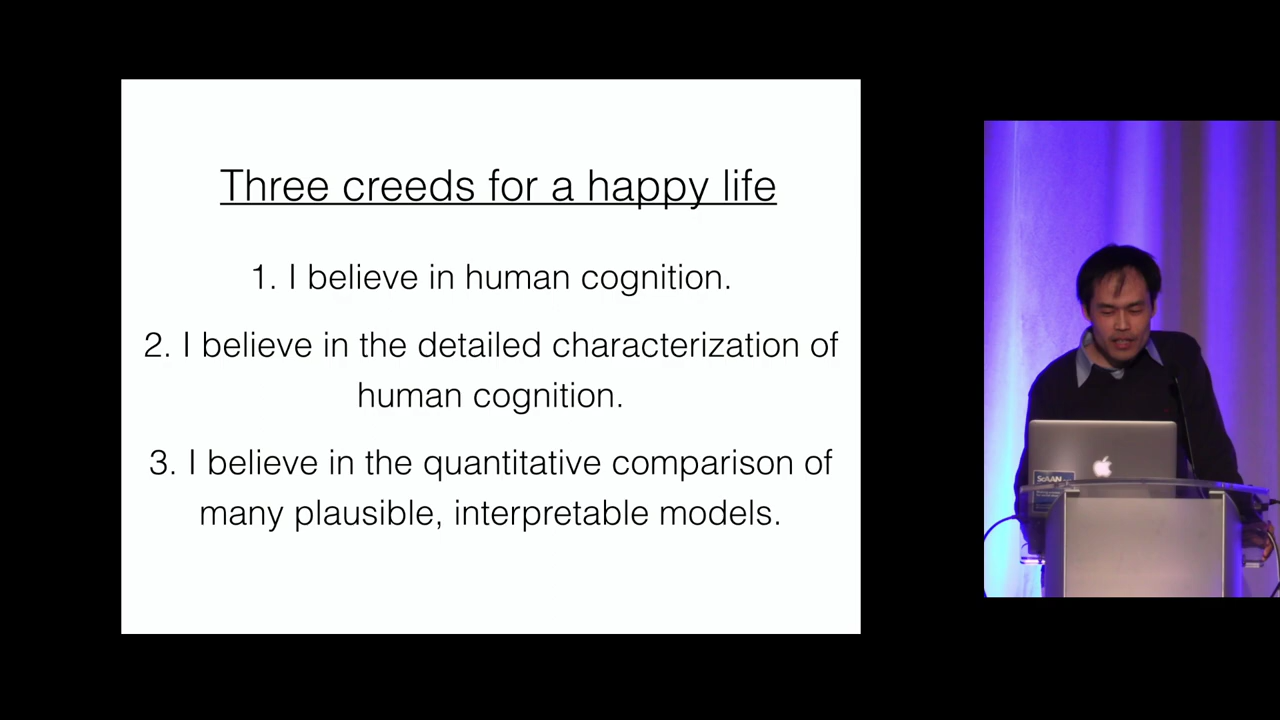 Three creeds for a happy life
1. I believe in human cognition.
2. I believe in the detailed characterization of
human cognition.
3. I believe in the quantitative comparison of
many plausible, interpretable models.